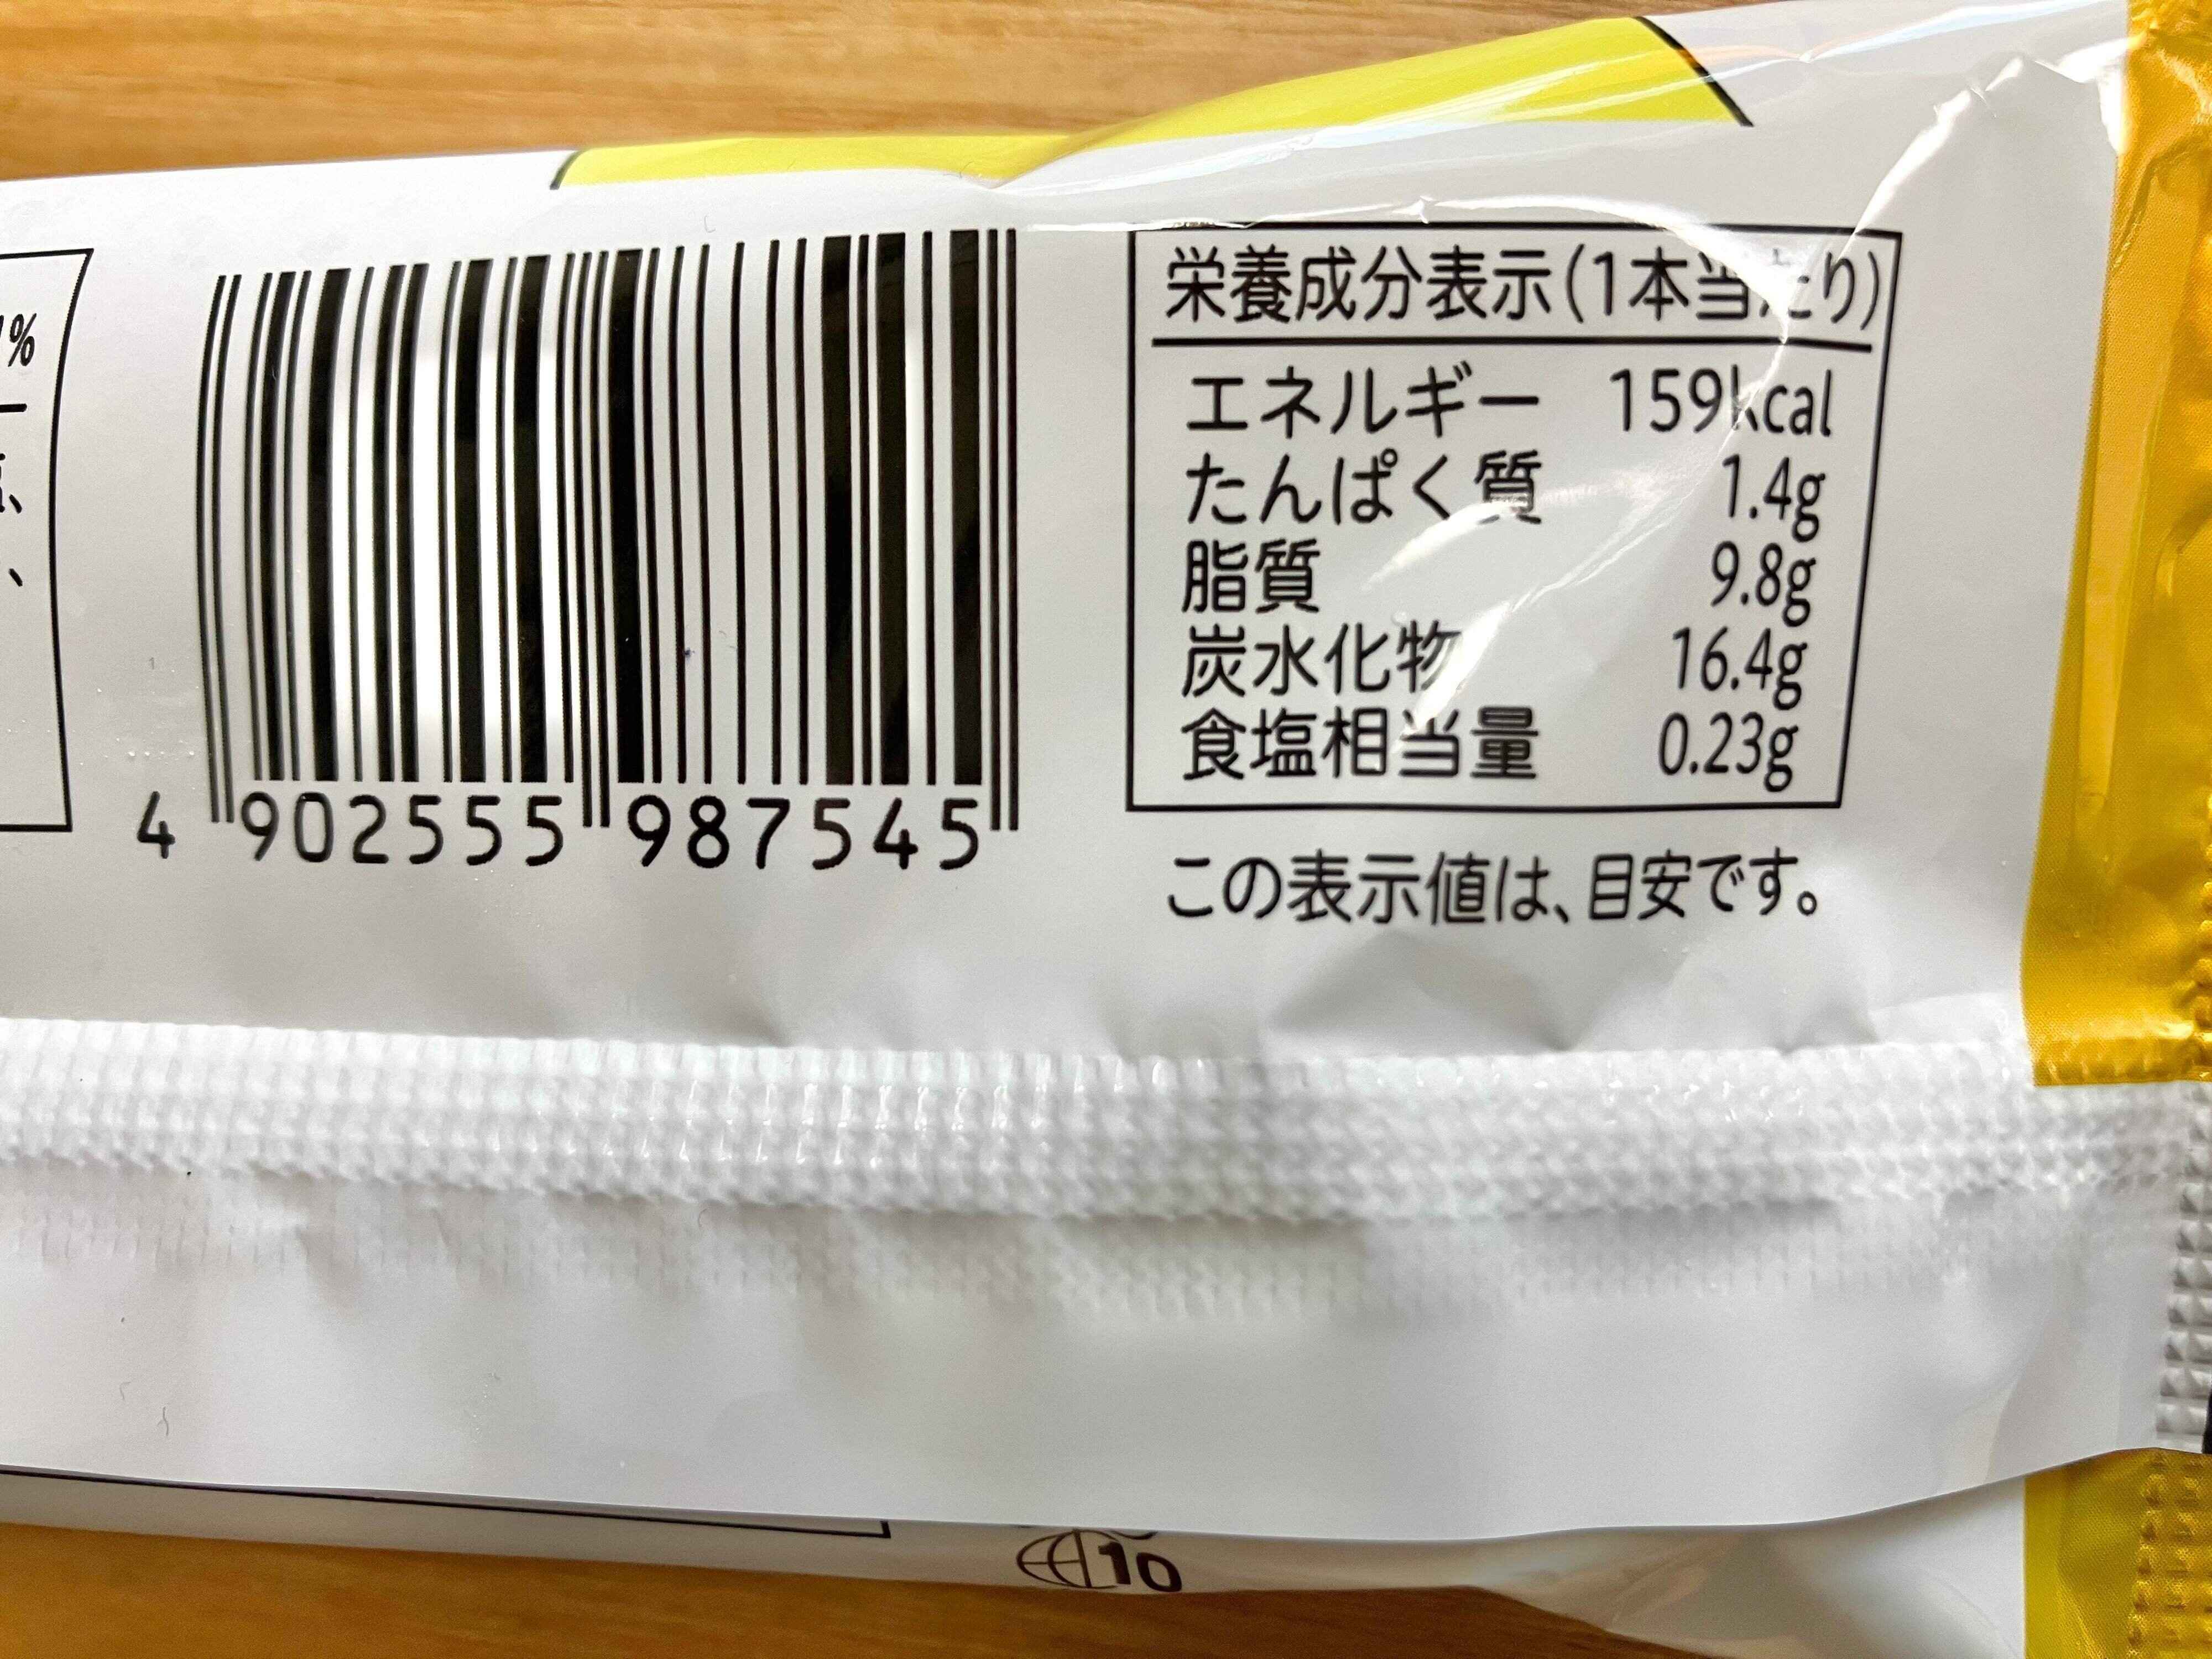 1%
4 902555 987545
栄養成分表示(1本当たり)
エネルギー 159kcal
たんぱく質 1.4g
脂質 9.8g
炭水化物 16.4g
食塩相当量 0.23g
この表示値は、目安です。
10